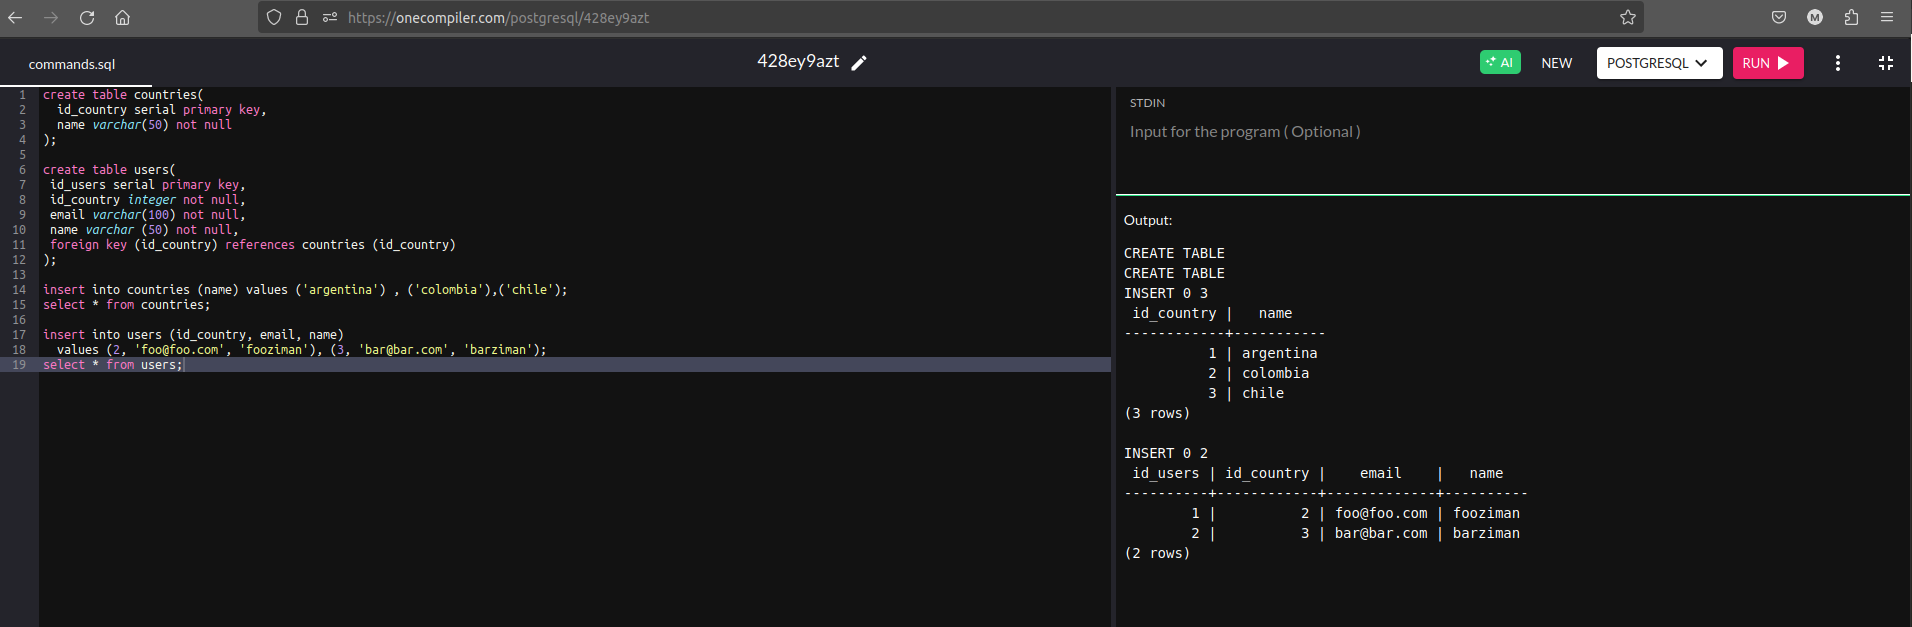 https://onecompiler.com/postgresql/428ey9azt
M
commands.sql
428ey9azt
AI
NEW
POSTGRESQL
RUN
1 create table countries(
2   id_country serial primary key,
3   name varchar(50) not null
4 );
5
6 create table users(
7  id_users serial primary key,
8  id_country integer not null,
9  email varchar(100) not null,
10  name varchar (50) not null,
11  foreign key (id_country) references countries (id_country)
12 );
13
14 insert into countries (name) values ('argentina') , ('colombia'),('chile');
15 select * from countries;
16
17 insert into users (id_country, email, name)
18   values (2, 'foo@foo.com', 'fooziman'), (3, 'bar@bar.com', 'barziman');
19 select * from users;
STDIN
Input for the program ( Optional )
Output:
CREATE TABLE
CREATE TABLE
INSERT 0 3
 id_country |   name
------------+-----------
          1 | argentina
          2 | colombia
          3 | chile
(3 rows)
INSERT 0 2
 id_users | id_country |    email    |   name
----------+------------+-------------+----------
        1 |          2 | foo@foo.com | fooziman
        2 |          3 | bar@bar.com | barziman
(2 rows)